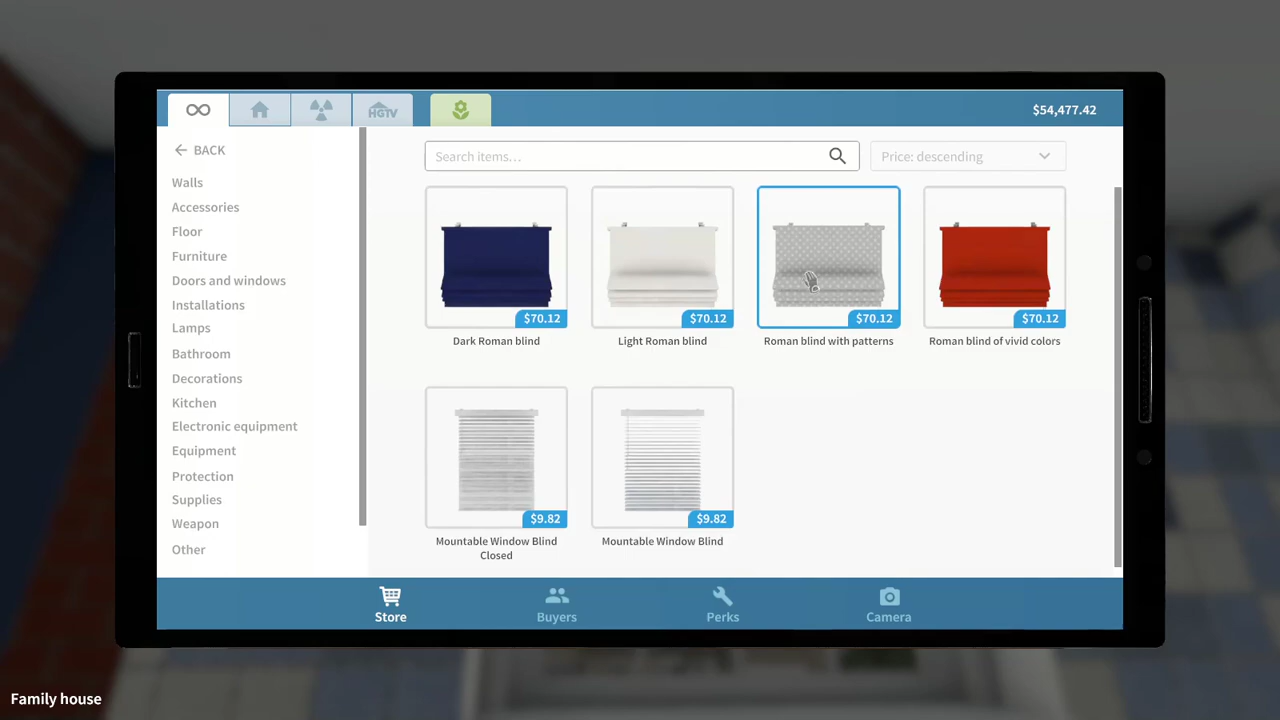 HGTV
$54,477.42
BACK
Walls
Accessories
Floor
Furniture
Doors and windows
Installations
Lamps
Bathroom
Decorations
Kitchen
Electronic equipment
Equipment
Protection
Supplies
Weapon
Other
Search items...
Price: descending
$70.12
$70.12
$70.12
$70.12
Dark Roman blind
Light Roman blind
Roman blind with patterns
Roman blind of vivid colors
$9.82
$9.82
Mountable Window Blind
Closed
Mountable Window Blind
Store
Buyers
Perks
Camera
Family house